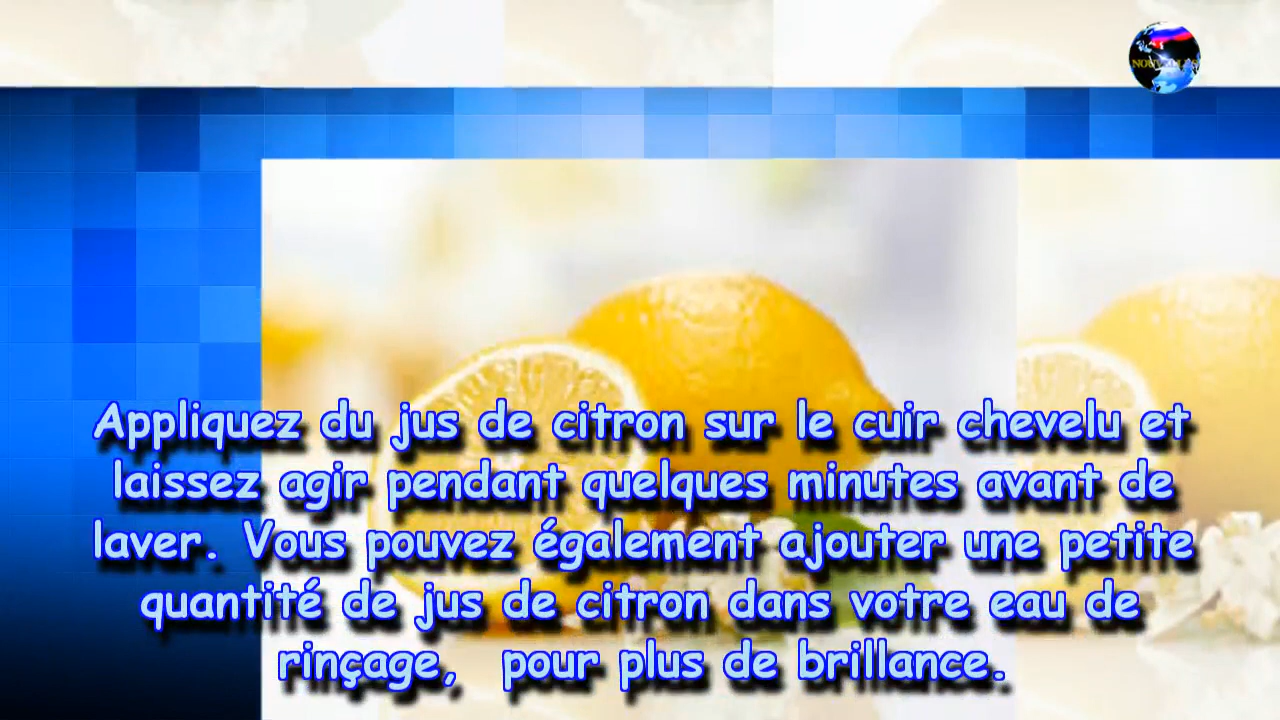 Appliquez du jus de citron sur le cuir chevelu et
laissez agir pendant quelques minutes avant de
laver. Vous pouvez également ajouter une petite
quantité de jus de citron dans votre eau de
rinçage, pour plus de brillance.